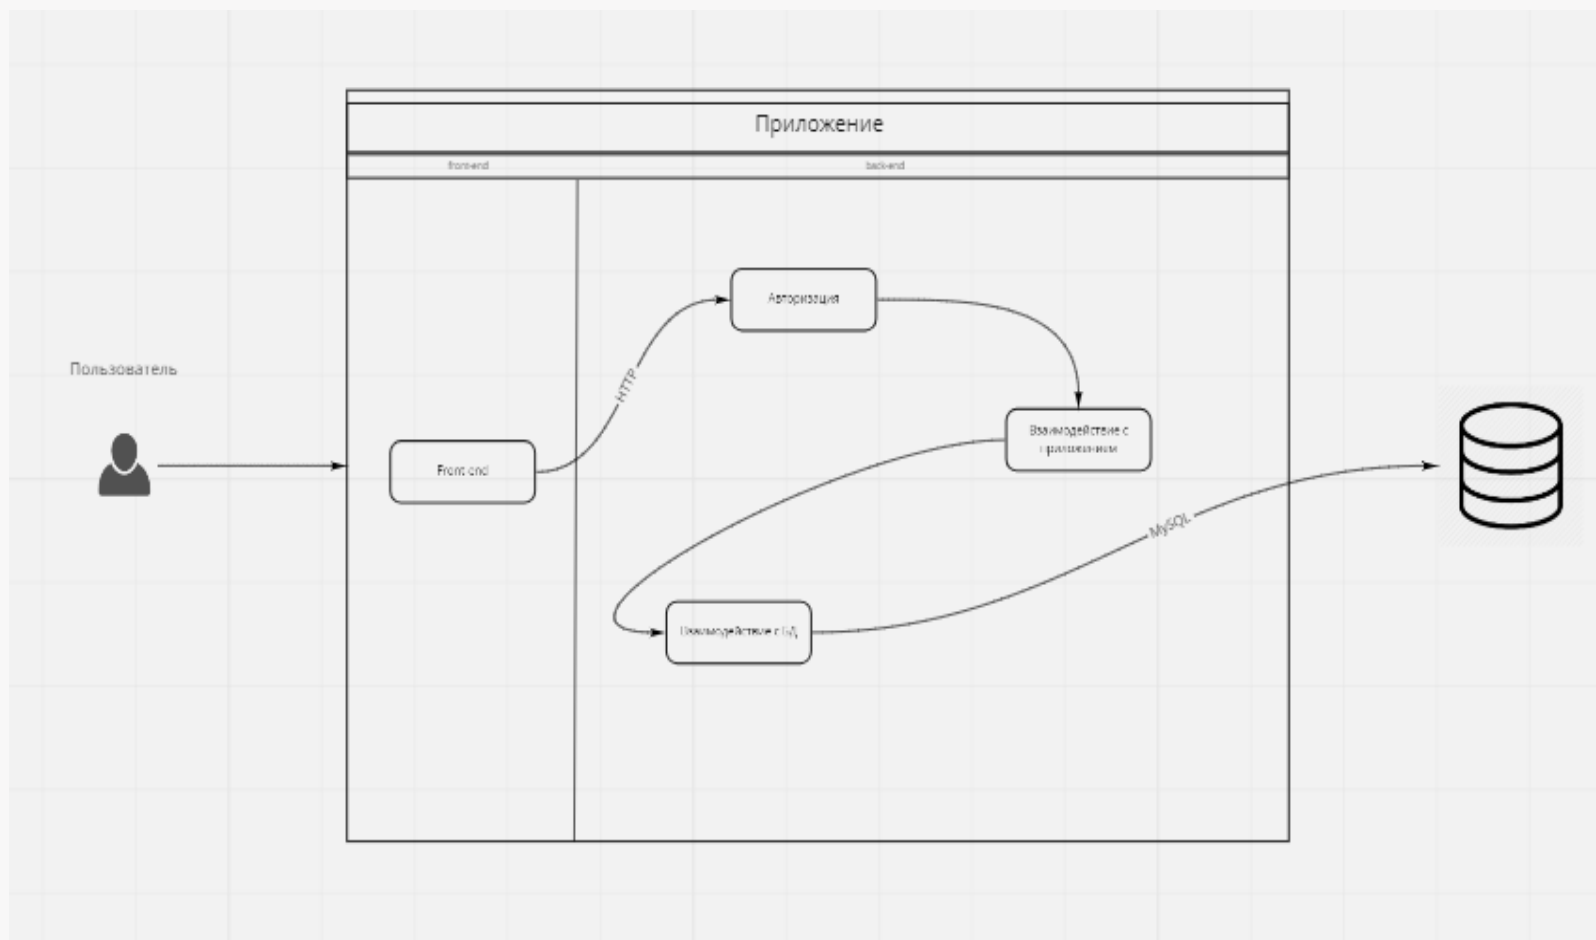 Приложение
front-end
back-end
Авторизация
HTTP
Пользователь
Взаимодействие с
приложением
Front-end
MySQL
Взаимодействие с БД